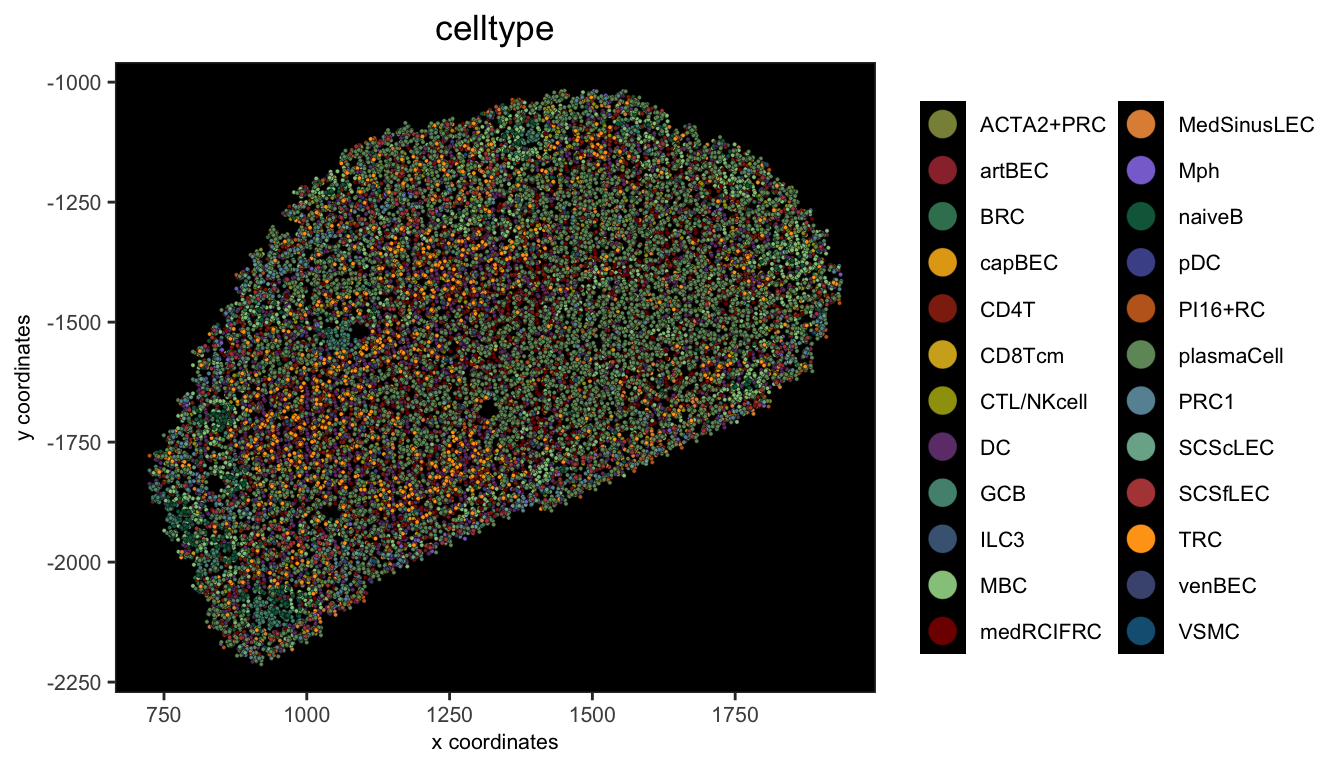 celltype
-1000
-1250
-1500
-1750
-2000
-2250
y coordinates
750 1000 1250 1500 1750
x coordinates
ACTA2+PRC
artBEC
BRC
capBEC
CD4T
CD8Tcm
CTL/NKcell
DC
GCB
ILC3
MBC
medRCIFRC
MedSinusLEC
Mph
naiveB
pDC
PI16+RC
plasmaCell
PRC1
SCScLEC
SCSfLEC
TRC
venBEC
VSMC